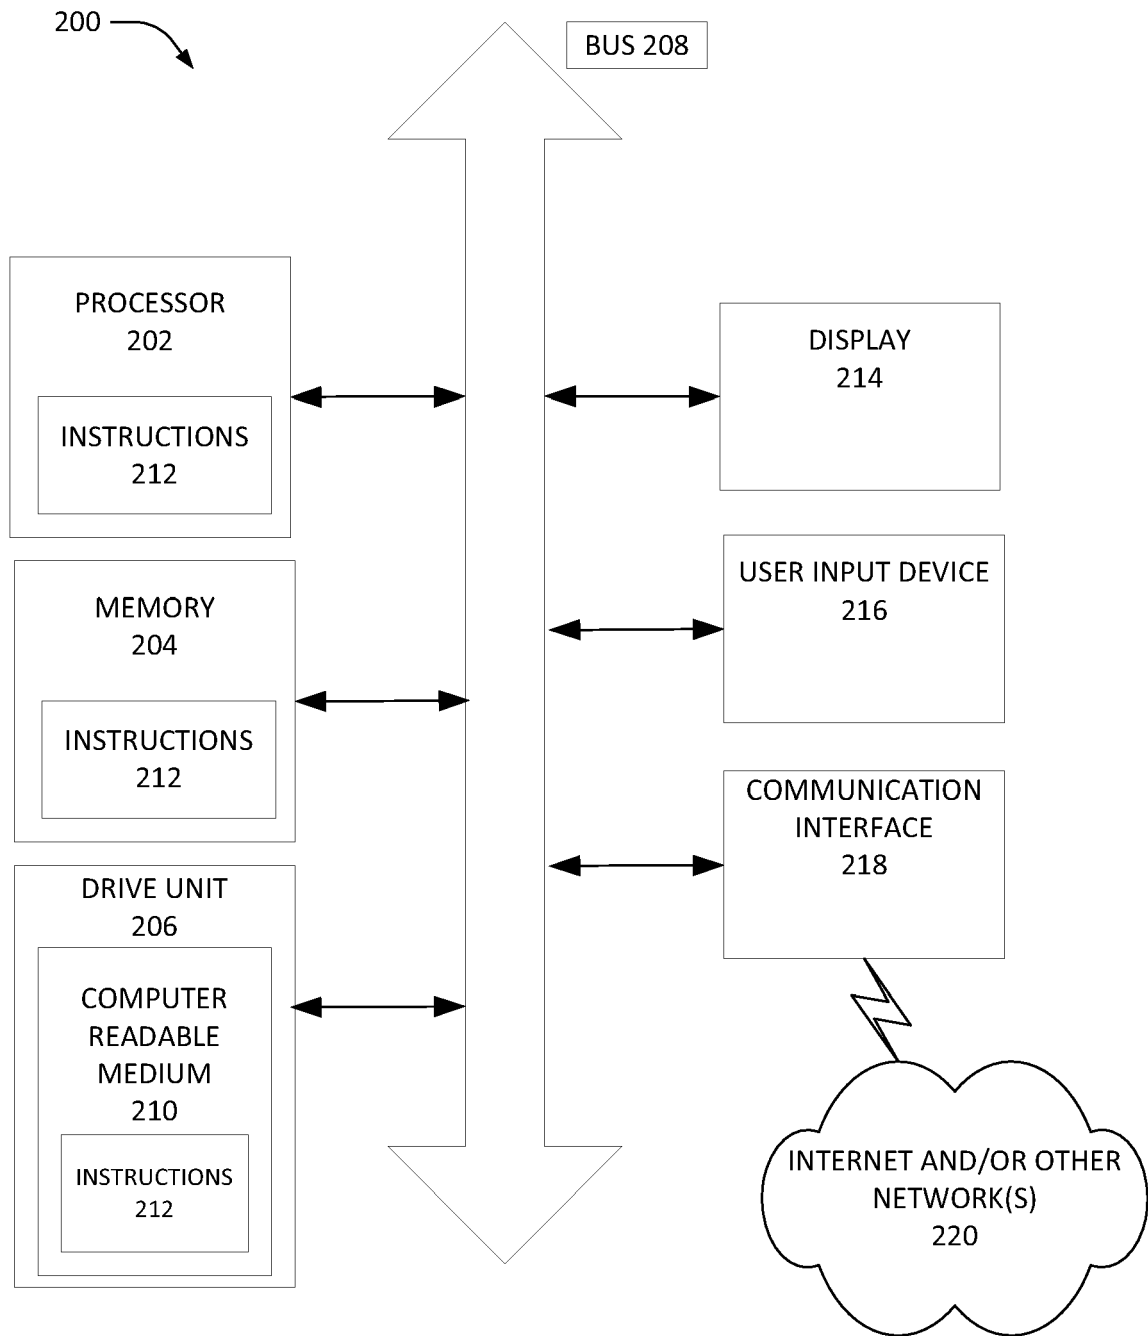 200
BUS 208
PROCESSOR
202
INSTRUCTIONS
212
MEMORY
204
INSTRUCTIONS
212
DRIVE UNIT
206
COMPUTER
READABLE
MEDIUM
210
INSTRUCTIONS
212
DISPLAY
214
USER INPUT DEVICE
216
COMMUNICATION
INTERFACE
218
INTERNET AND/OR OTHER
NETWORK(S)
220